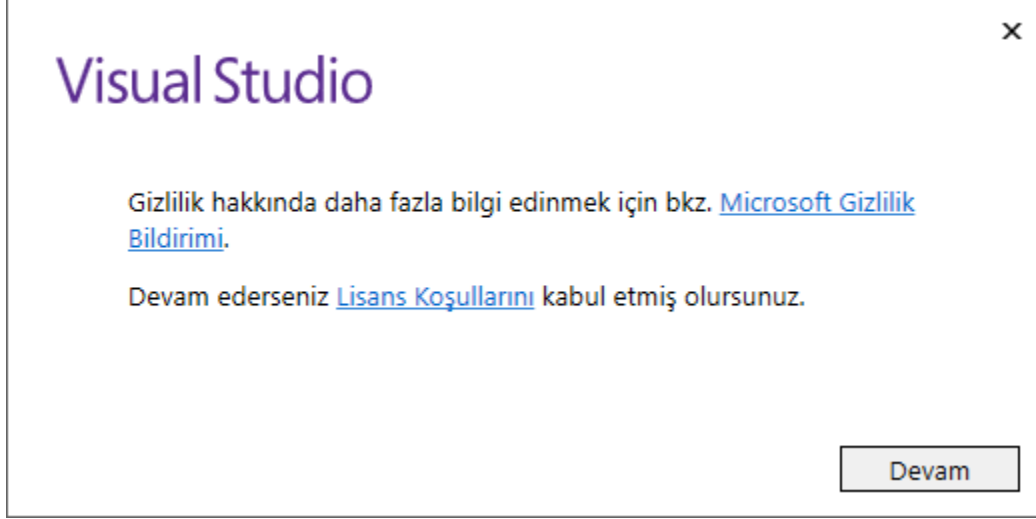 Visual Studio
Gizlilik hakkında daha fazla bilgi edinmek için bkz. Microsoft Gizlilik
Bildirimi.
Devam ederseniz Lisans Koşullarını kabul etmiş olursunuz.
Devam